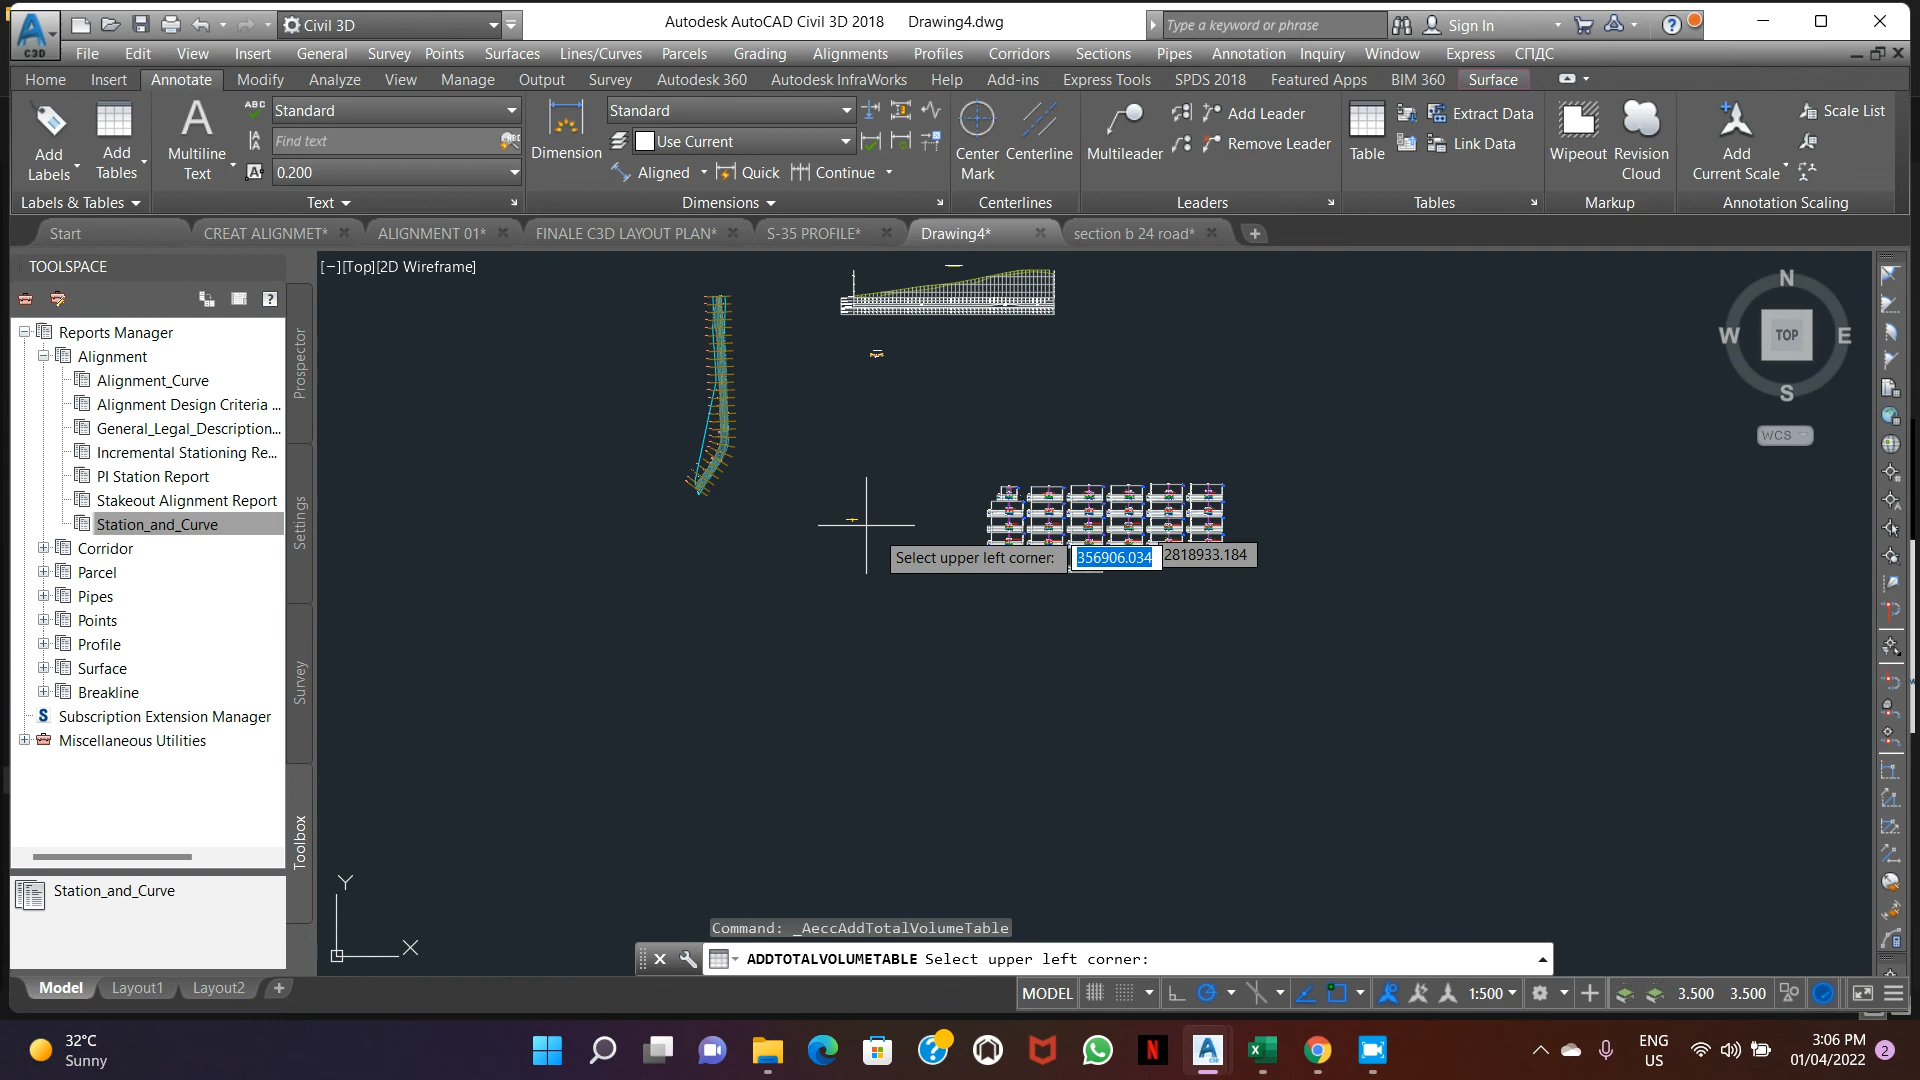 Civil 3D
Autodesk AutoCAD Civil 3D 2018 Drawing4.dwg
Type a keyword or phrase
Sign In
C3D
File Edit View Insert General Survey Points Surfaces Lines/Curves Parcels Grading Alignments Profiles Corridors Sections Pipes Annotation Inquiry Window Express СПДС
Home Insert Annotate Modify Analyze View Manage Output Survey Autodesk 360 Autodesk InfraWorks Help Add-ins Express Tools SPDS 2018 Featured Apps BIM 360 Surface
Add Labels
Add Tables
Labels & Tables
Multiline Text
ABC
Standard
Find text
0.200
Text
Dimension
Standard
Use Current
Aligned Quick Continue
Dimensions
Center Mark
Centerline
Centerlines
Multileader
Add Leader
Remove Leader
Leaders
Table
Extract Data
Link Data
Tables
Wipeout
Revision Cloud
Markup
Add Current Scale
Scale List
Annotation Scaling
Start CREAT ALIGNMET* ALIGNMENT 01* FINALE C3D LAYOUT PLAN* S-35 PROFILE* Drawing4* section b 24 road*
TOOLSPACE
[−][Top][2D Wireframe]
Reports Manager
Alignment
Alignment_Curve
Alignment Design Criteria ...
General_Legal_Description...
Incremental Stationing Re...
PI Station Report
Stakeout Alignment Report
Station_and_Curve
Corridor
Parcel
Pipes
Points
Profile
Surface
Breakline
Subscription Extension Manager
Miscellaneous Utilities
Prospector
Settings
Survey
Toolbox
Station_and_Curve
N
W TOP E
S
WCS
Select upper left corner: 356906.034 2818933.184
Y
X
Command: _AeccAddTotalVolumeTable
ADDTOTALVOLUMETABLE Select upper left corner:
Model Layout1 Layout2
MODEL 1:500 3.500 3.500
32°C
Sunny
ENG
US
3:06 PM
01/04/2022
2